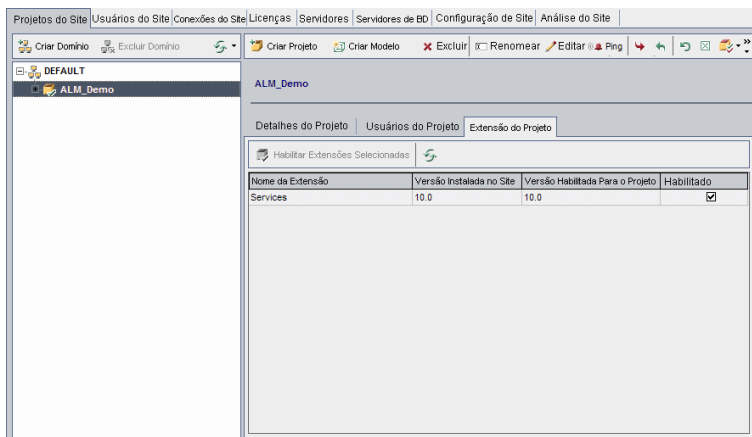 Projetos do Site Usuários do Site Conexões do Site Licenças Servidores Servidores de BD Configuração de Site Análise do Site
Criar Domínio Excluir Domínio Criar Projeto Criar Modelo Excluir Renomear Editar Ping
DEFAULT
ALM_Demo
ALM_Demo
Detalhes do Projeto Usuários do Projeto Extensão do Projeto
Habilitar Extensões Selecionadas
Nome da Extensão Versão Instalada no Site Versão Habilitada Para o Projeto Habilitado
Services 10.0 10.0